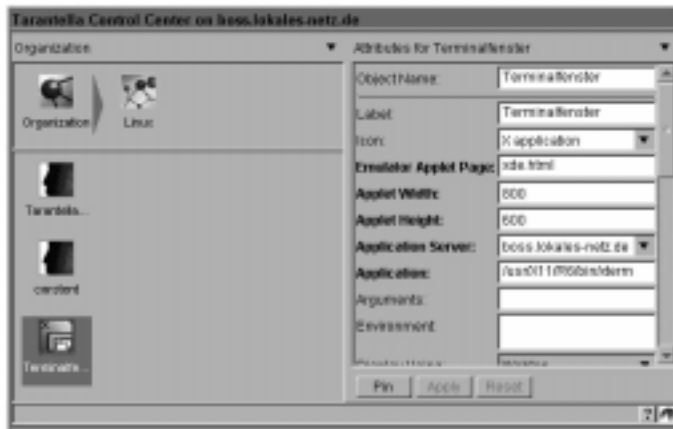 Tarantella Control Center on boss.lokales-netz.de
Organization
Attributes for Terminalfenster
Organization
Linux
Tarantella...
carstent
Terminalfe...
Object Name: Terminalfenster
Label: Terminalfenster
Icon: X application
Emulator Applet Page: xde.html
Applet Width: 800
Applet Height: 600
Application Server: boss.lokales-netz.de
Application:
Arguments:
Environment:
Pin
Apply
Reset
?